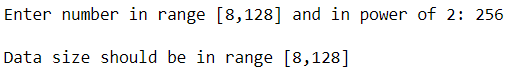 Enter number in range [8,128] and in power of 2: 256
Data size should be in range [8,128]